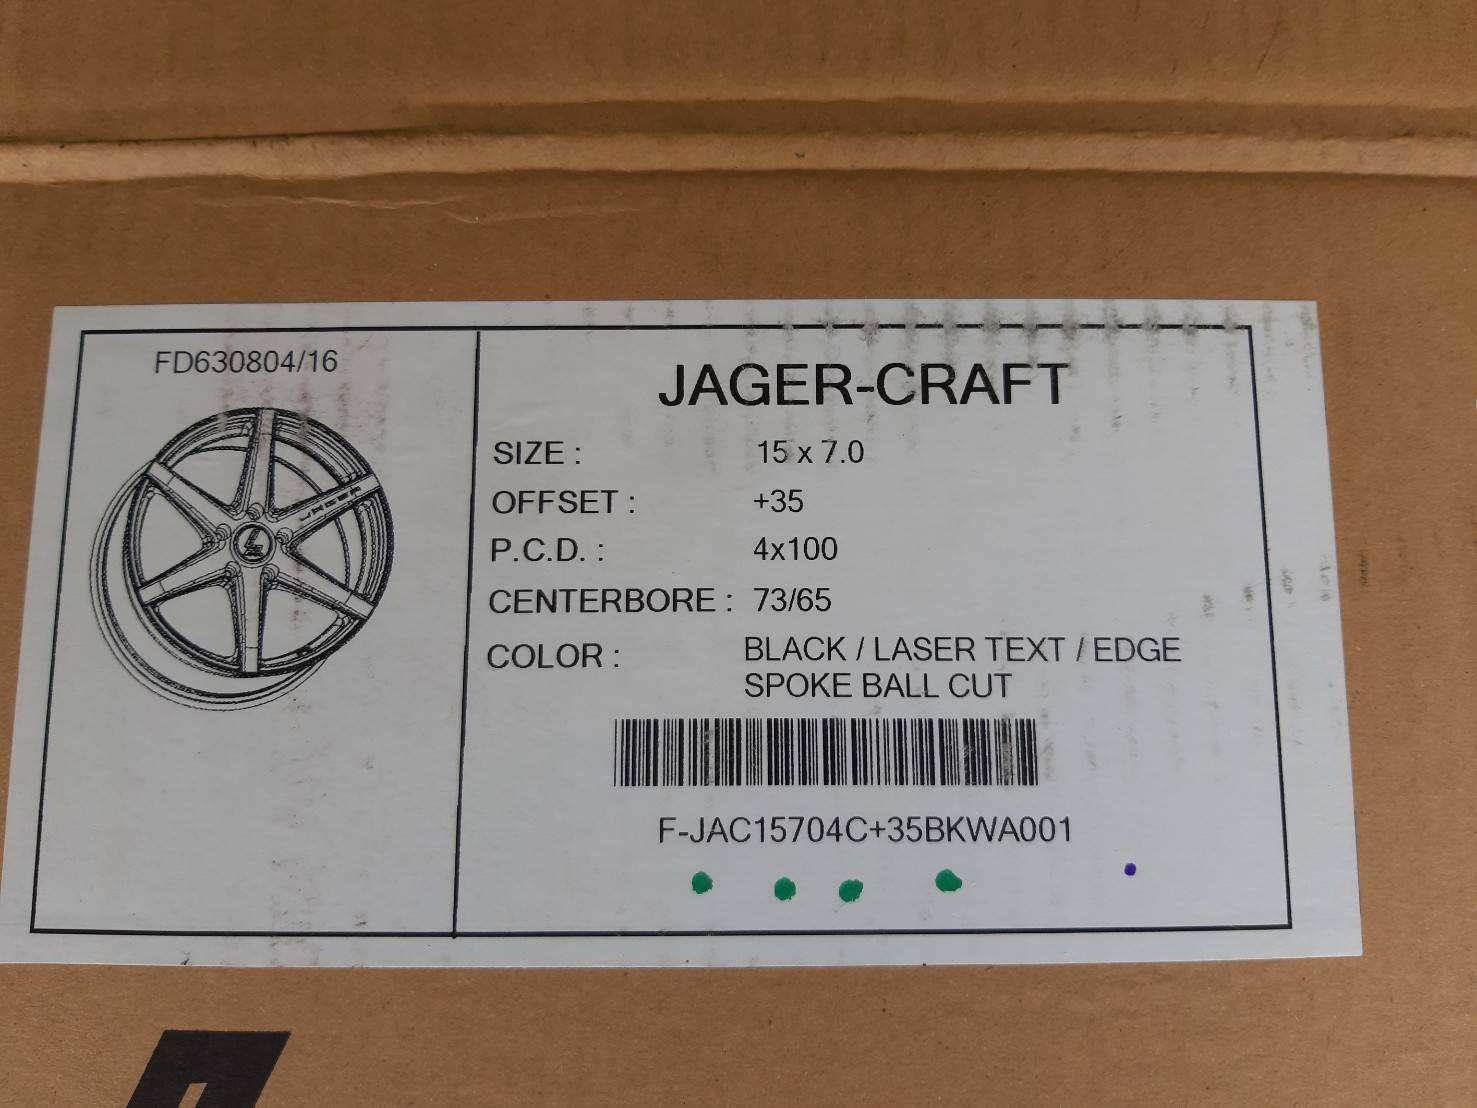 FD630804/16
JAGER-CRAFT
SIZE : 15 x 7.0
OFFSET : +35
P.C.D. : 4x100
CENTERBORE : 73/65
COLOR : BLACK / LASER TEXT / EDGE
SPOKE BALL CUT
F-JAC15704C+35BKWA001